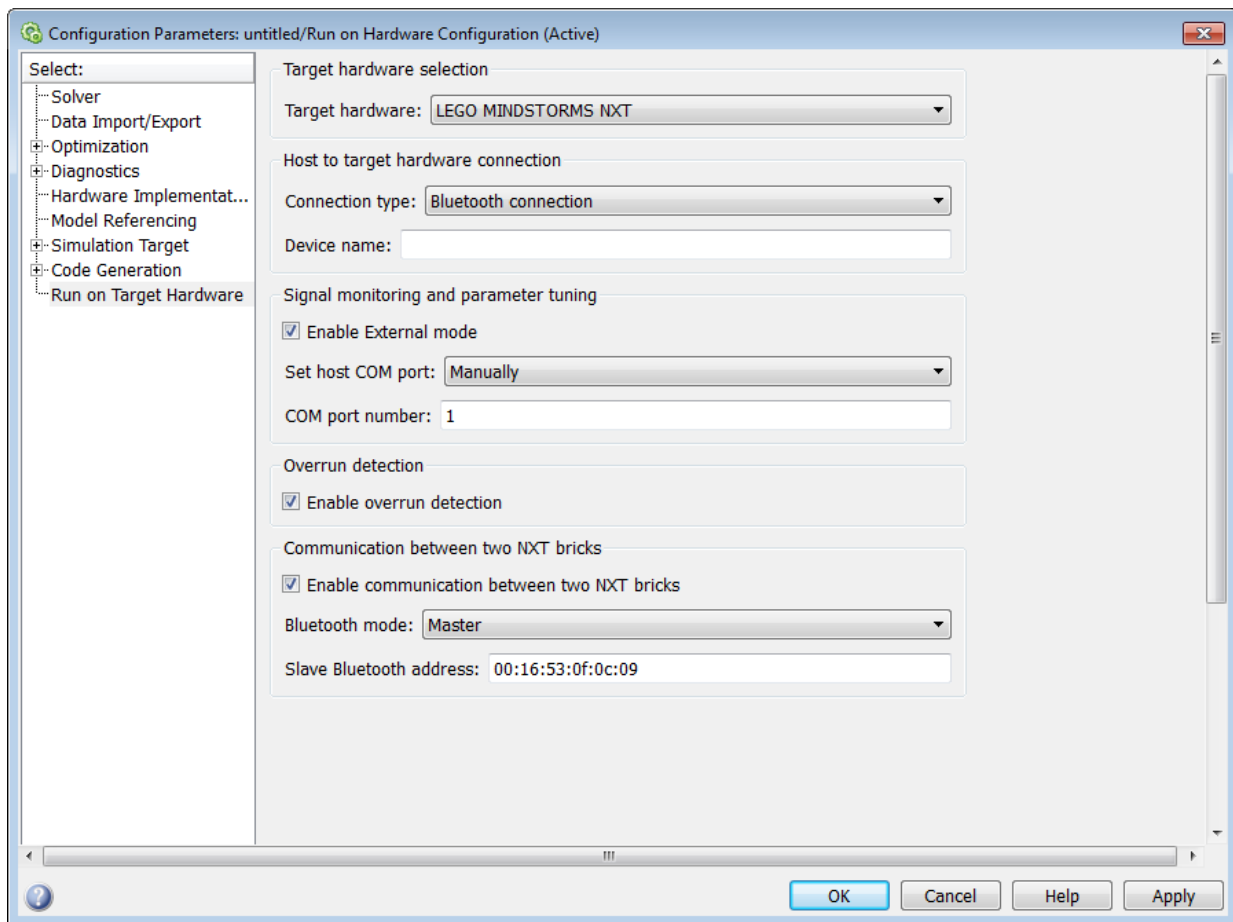 Configuration Parameters: untitled/Run on Hardware Configuration (Active)
Select:
Solver
Data Import/Export
Optimization
Diagnostics
Hardware Implementat...
Model Referencing
Simulation Target
Code Generation
Run on Target Hardware
Target hardware selection
Target hardware: LEGO MINDSTORMS NXT
Host to target hardware connection
Connection type: Bluetooth connection
Device name:
Signal monitoring and parameter tuning
Enable External mode
Set host COM port: Manually
COM port number: 1
Overrun detection
Enable overrun detection
Communication between two NXT bricks
Enable communication between two NXT bricks
Bluetooth mode: Master
Slave Bluetooth address: 00:16:53:0f:0c:09
OK Cancel Help Apply